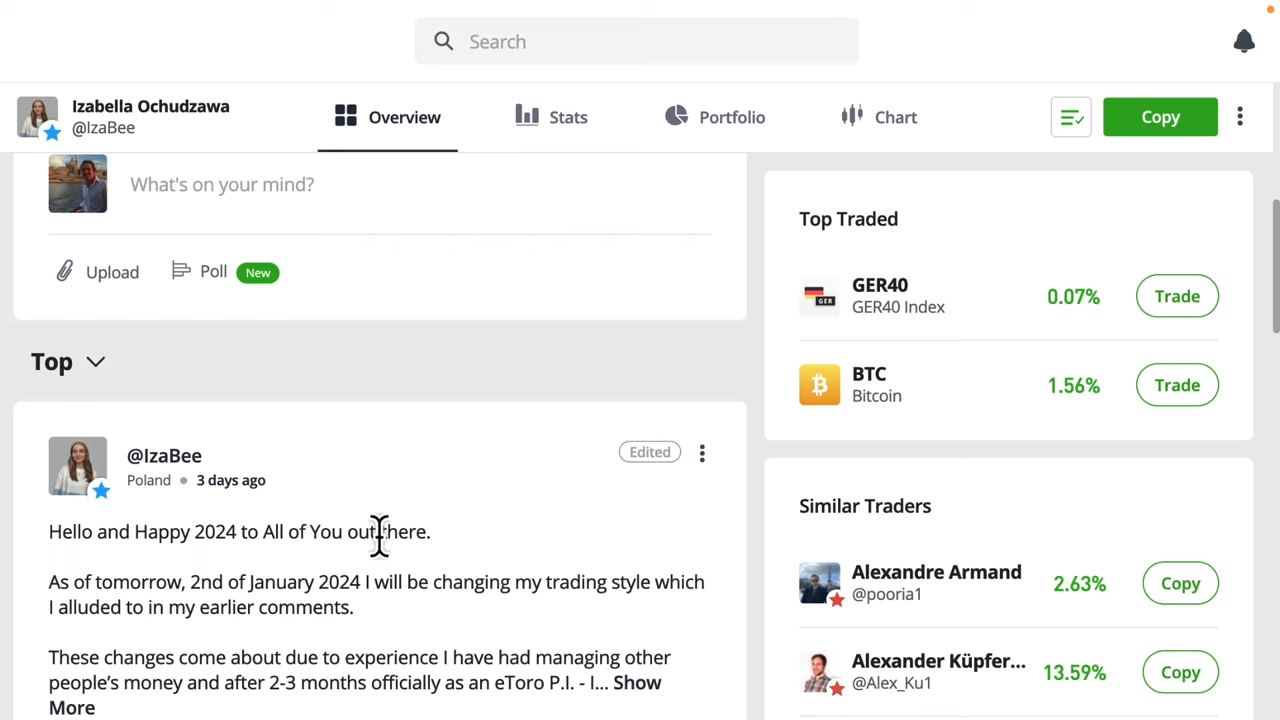 Search
Izabella Ochudzawa
@IzaBee
Overview
Stats
Portfolio
Chart
Copy
What's on your mind?
Upload
Poll
New
Top
@IzaBee
Edited
Poland
3 days ago
Hello and Happy 2024 to All of You out there.
As of tomorrow, 2nd of January 2024 I will be changing my trading style which
I alluded to in my earlier comments.
These changes come about due to experience I have had managing other
people's money and after 2-3 months officially as an eToro P.I. - I... Show
More
Top Traded
GER
GER40
GER40 Index
0.07%
Trade
BTC
Bitcoin
1.56%
Trade
Similar Traders
Alexandre Armand
@pooria1
2.63%
Copy
Alexander Küpfer...
@Alex_Ku1
13.59%
Copy